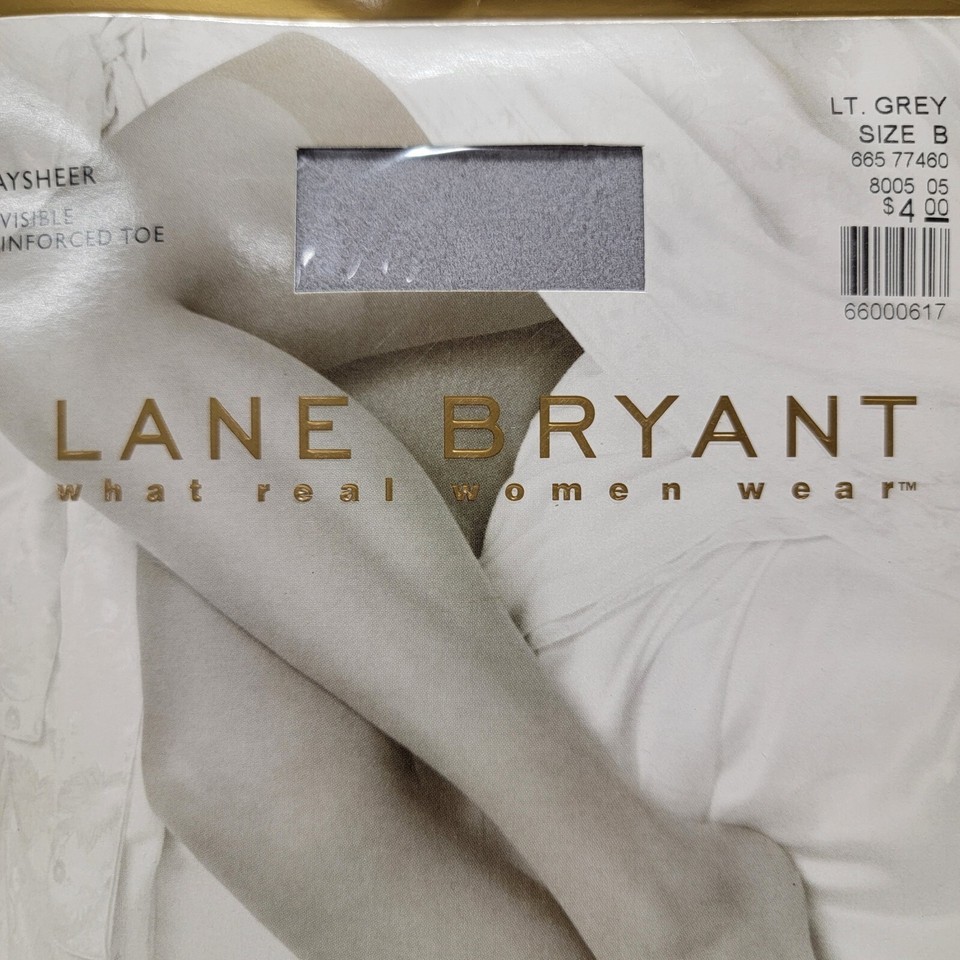 AYSHEER
VISIBLE
INFORCED TOE
LT. GREY
SIZE B
665 77460
8005 05
$4 00
66000617
LANE BRYANT
what real women wear™